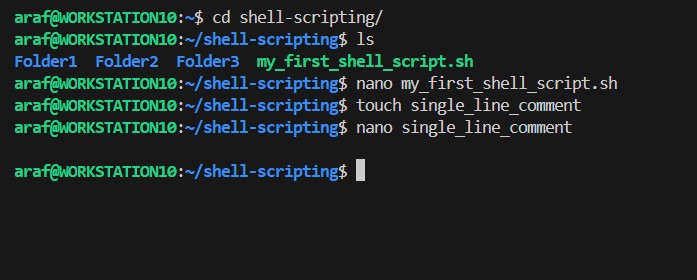 araf@WORKSTATION10:~$ cd shell-scripting/
araf@WORKSTATION10:~/shell-scripting$ ls
Folder1  Folder2  Folder3  my_first_shell_script.sh
araf@WORKSTATION10:~/shell-scripting$ nano my_first_shell_script.sh
araf@WORKSTATION10:~/shell-scripting$ touch single_line_comment
araf@WORKSTATION10:~/shell-scripting$ nano single_line_comment
araf@WORKSTATION10:~/shell-scripting$